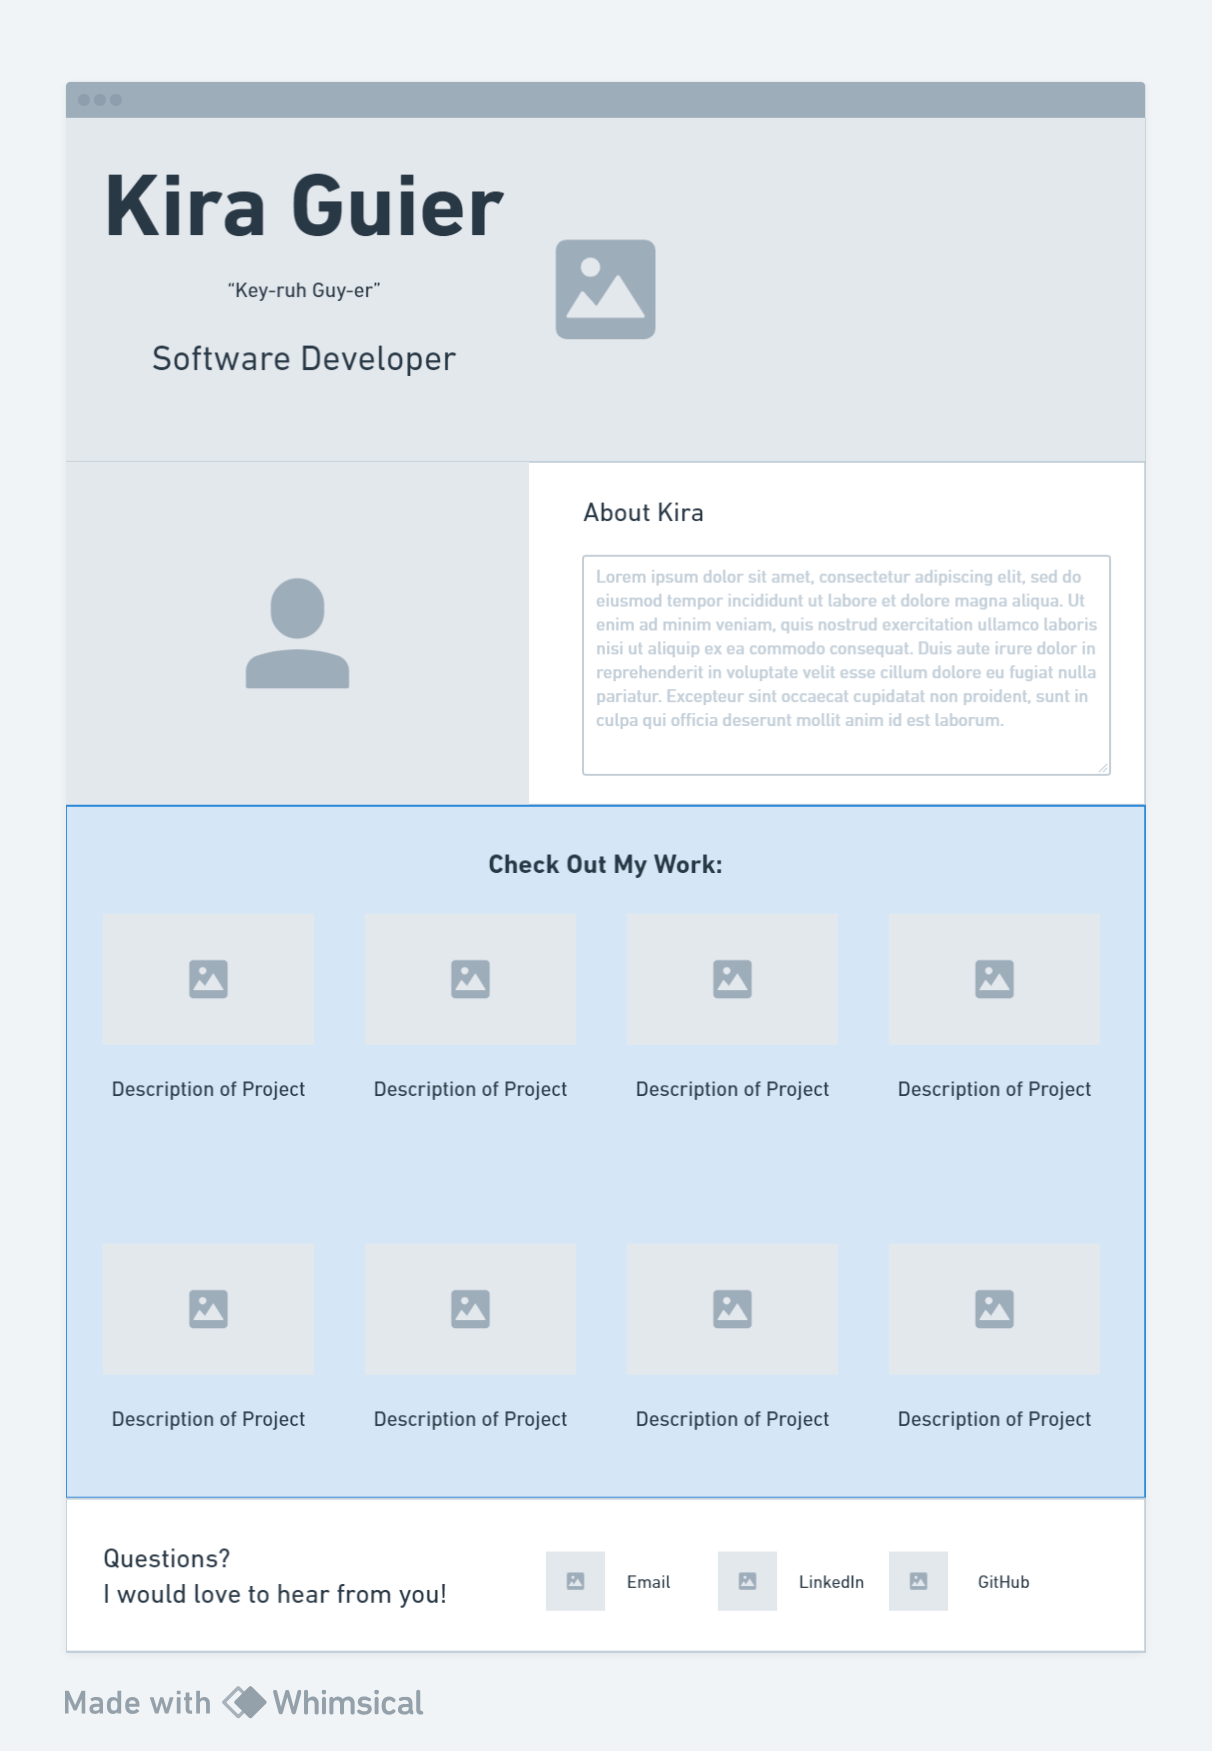 Kira Guier
“Key-ruh Guy-er”
Software Developer
About Kira
Lorem ipsum dolor sit amet, consectetur adipiscing elit, sed do
eiusmod tempor incididunt ut labore et dolore magna aliqua. Ut
enim ad minim veniam, quis nostrud exercitation ullamco laboris
nisi ut aliquip ex ea commodo consequat. Duis aute irure dolor in
reprehenderit in voluptate velit esse cillum dolore eu fugiat nulla
pariatur. Excepteur sint occaecat cupidatat non proident, sunt in
culpa qui officia deserunt mollit anim id est laborum.
Check Out My Work:
Description of Project
Description of Project
Description of Project
Description of Project
Description of Project
Description of Project
Description of Project
Description of Project
Questions?
I would love to hear from you!
Email
LinkedIn
GitHub
Made with Whimsical